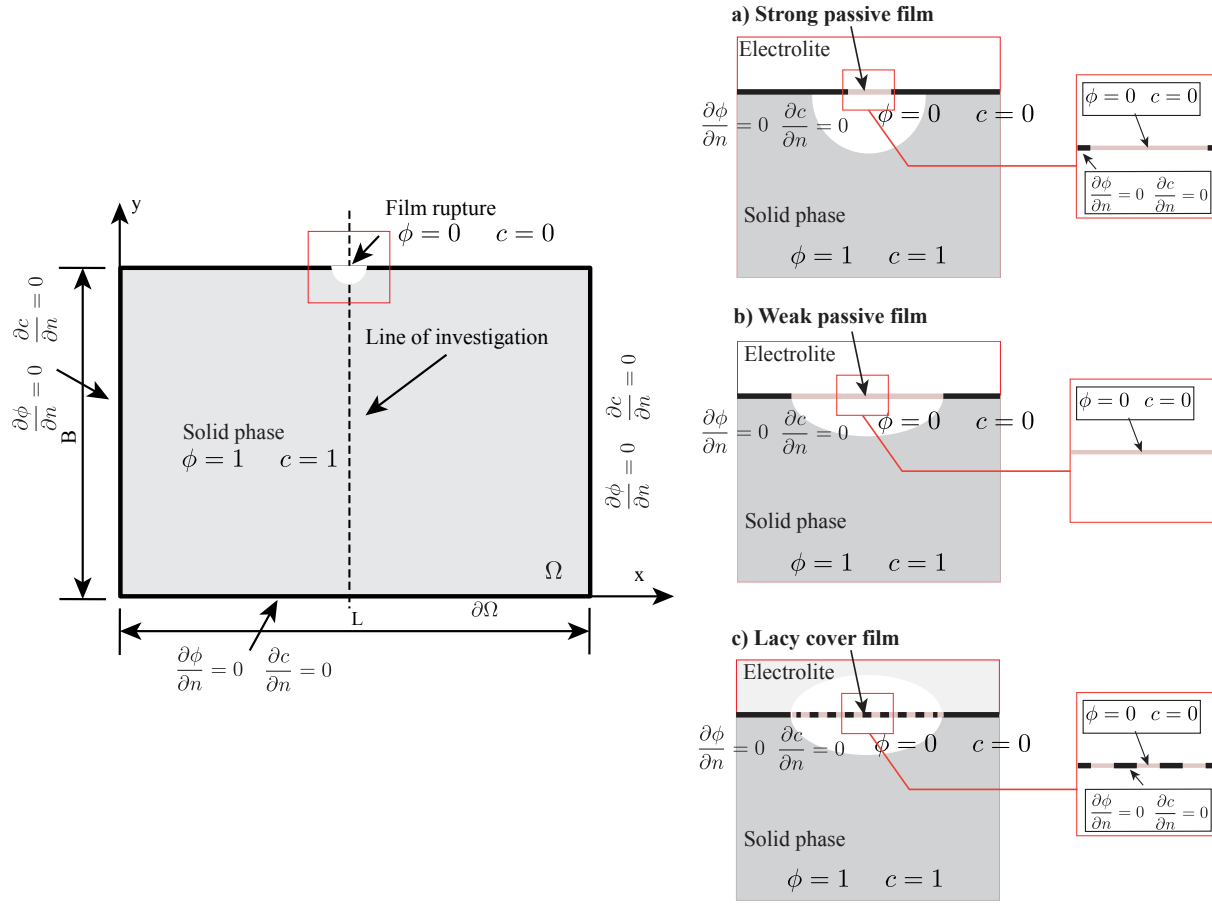 y
Film rupture
ϕ = 0 c = 0
∂ϕ/∂n = 0 ∂c/∂n = 0
B
Line of investigation
Solid phase
ϕ = 1 c = 1
∂ϕ/∂n = 0 ∂c/∂n = 0
Ω
x
∂Ω
L
∂ϕ/∂n = 0 ∂c/∂n = 0
a) Strong passive film
Electrolite
∂ϕ/∂n = 0 ∂c/∂n = 0 ϕ = 0 c = 0
Solid phase
ϕ = 1 c = 1
ϕ = 0 c = 0
∂ϕ/∂n = 0 ∂c/∂n = 0
b) Weak passive film
Electrolite
∂ϕ/∂n = 0 ∂c/∂n = 0 ϕ = 0 c = 0
Solid phase
ϕ = 1 c = 1
ϕ = 0 c = 0
c) Lacy cover film
Electrolite
∂ϕ/∂n = 0 ∂c/∂n = 0 ϕ = 0 c = 0
Solid phase
ϕ = 1 c = 1
ϕ = 0 c = 0
∂ϕ/∂n = 0 ∂c/∂n = 0